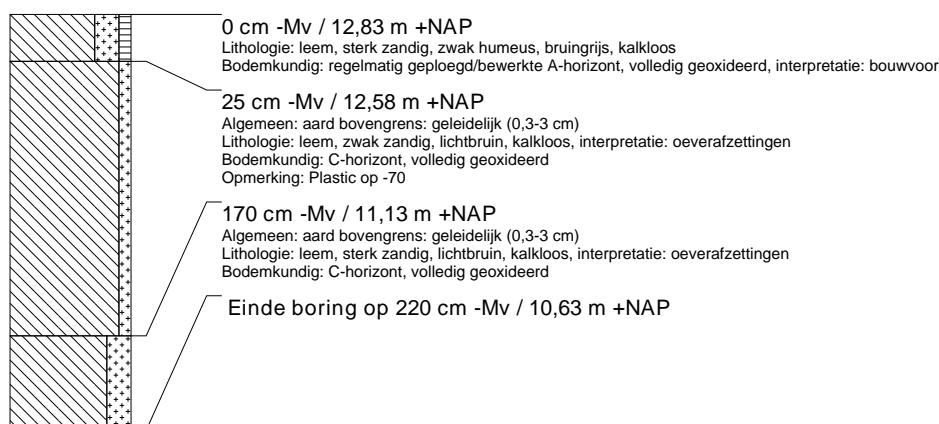 0 cm -Mv / 12,83 m +NAP
Lithologie: leem, sterk zandig, zwak humeus, bruingrijs, kalkloos
Bodemkundig: regelmatig geploegd/bewerkte A-horizont, volledig geoxideerd, interpretatie: bouwvoor
25 cm -Mv / 12,58 m +NAP
Algemeen: aard bovengrens: geleidelijk (0,3-3 cm)
Lithologie: leem, zwak zandig, lichtbruin, kalkloos, interpretatie: oeverafzettingen
Bodemkundig: C-horizont, volledig geoxideerd
Opmerking: Plastic op -70
170 cm -Mv / 11,13 m +NAP
Algemeen: aard bovengrens: geleidelijk (0,3-3 cm)
Lithologie: leem, sterk zandig, lichtbruin, kalkloos, interpretatie: oeverafzettingen
Bodemkundig: C-horizont, volledig geoxideerd
Einde boring op 220 cm -Mv / 10,63 m +NAP